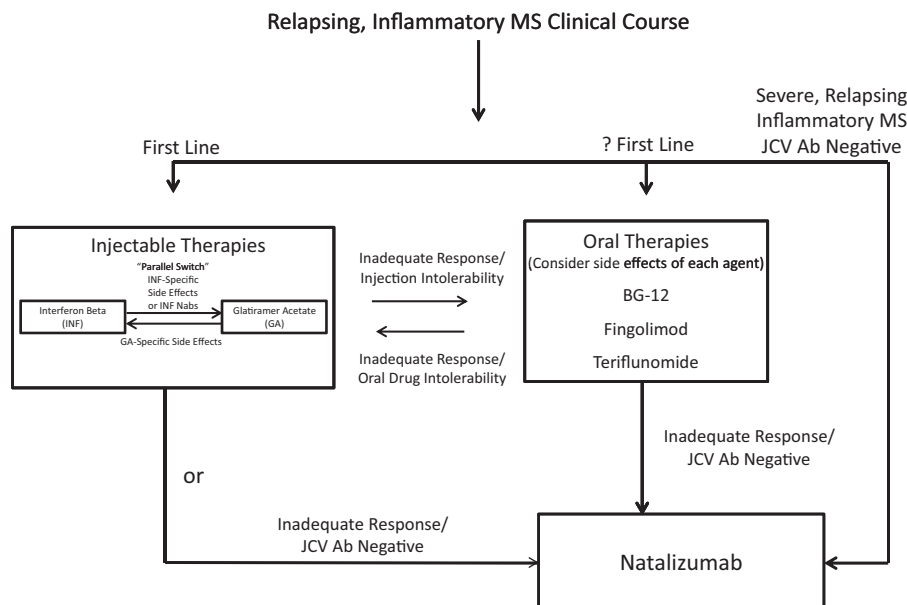 Relapsing, Inflammatory MS Clinical Course
Severe, Relapsing
Inflammatory MS
JCV Ab Negative
First Line
? First Line
Injectable Therapies
"Parallel Switch"
INF-Specific
Side Effects
or INF Nabs
Interferon Beta
(INF)
Glatiramer Acetate
(GA)
GA-Specific Side Effects
Inadequate Response/
Injection Intolerability
Inadequate Response/
Oral Drug Intolerability
Oral Therapies
(Consider side effects of each agent)
BG-12
Fingolimod
Teriflunomide
Inadequate Response/
JCV Ab Negative
or
Inadequate Response/
JCV Ab Negative
Natalizumab